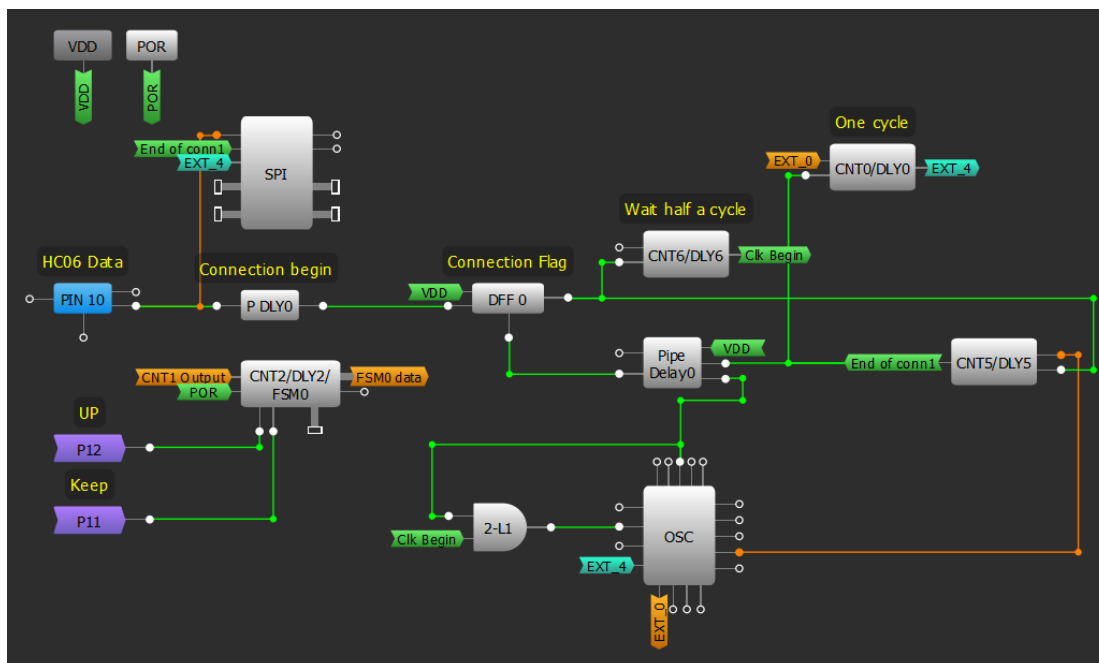 VDD
POR
VDD
POR
One cycle
End of conn1
EXT_4
SPI
EXT_0
CNT0/DLY0
EXT_4
Wait half a cycle
HC06 Data
Connection begin
Connection Flag
CNT6/DLY6
Clk Begin
PIN 10
P DLY0
VDD
DFF 0
Pipe
Delay0
VDD
End of conn1
CNT5/DLY5
CNT1 Output
POR
CNT2/DLY2/
FSM0
FSM0 data
UP
P12
Keep
P11
2-L1
Clk Begin
OSC
EXT_4
EXT_0